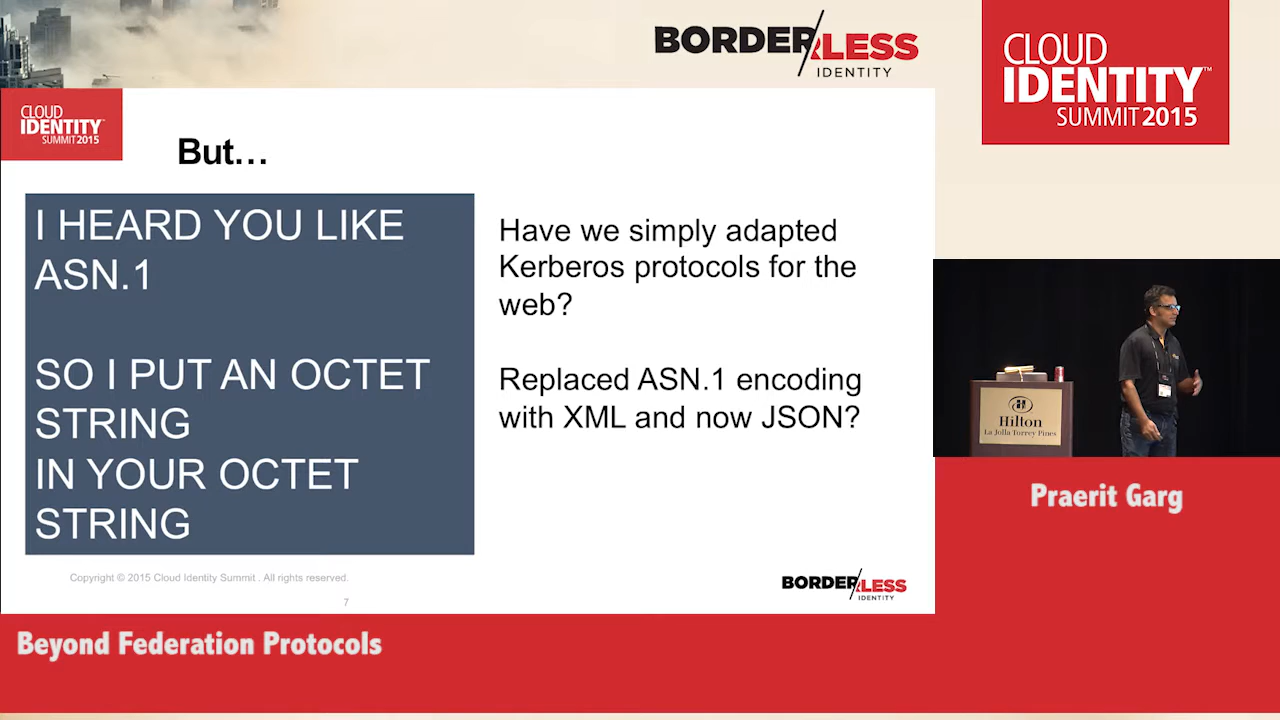 BORDERLESS
IDENTITY
CLOUD
IDENTITY™
SUMMIT 2015
CLOUD
IDENTITY™
SUMMIT 2015
But…
I HEARD YOU LIKE
ASN.1
SO I PUT AN OCTET
STRING
IN YOUR OCTET
STRING
Have we simply adapted
Kerberos protocols for the
web?
Replaced ASN.1 encoding
with XML and now JSON?
Copyright © 2015 Cloud Identity Summit . All rights reserved.
7
BORDERLESS
IDENTITY
Hilton
La Jolla Torrey Pines
Praerit Garg
Beyond Federation Protocols